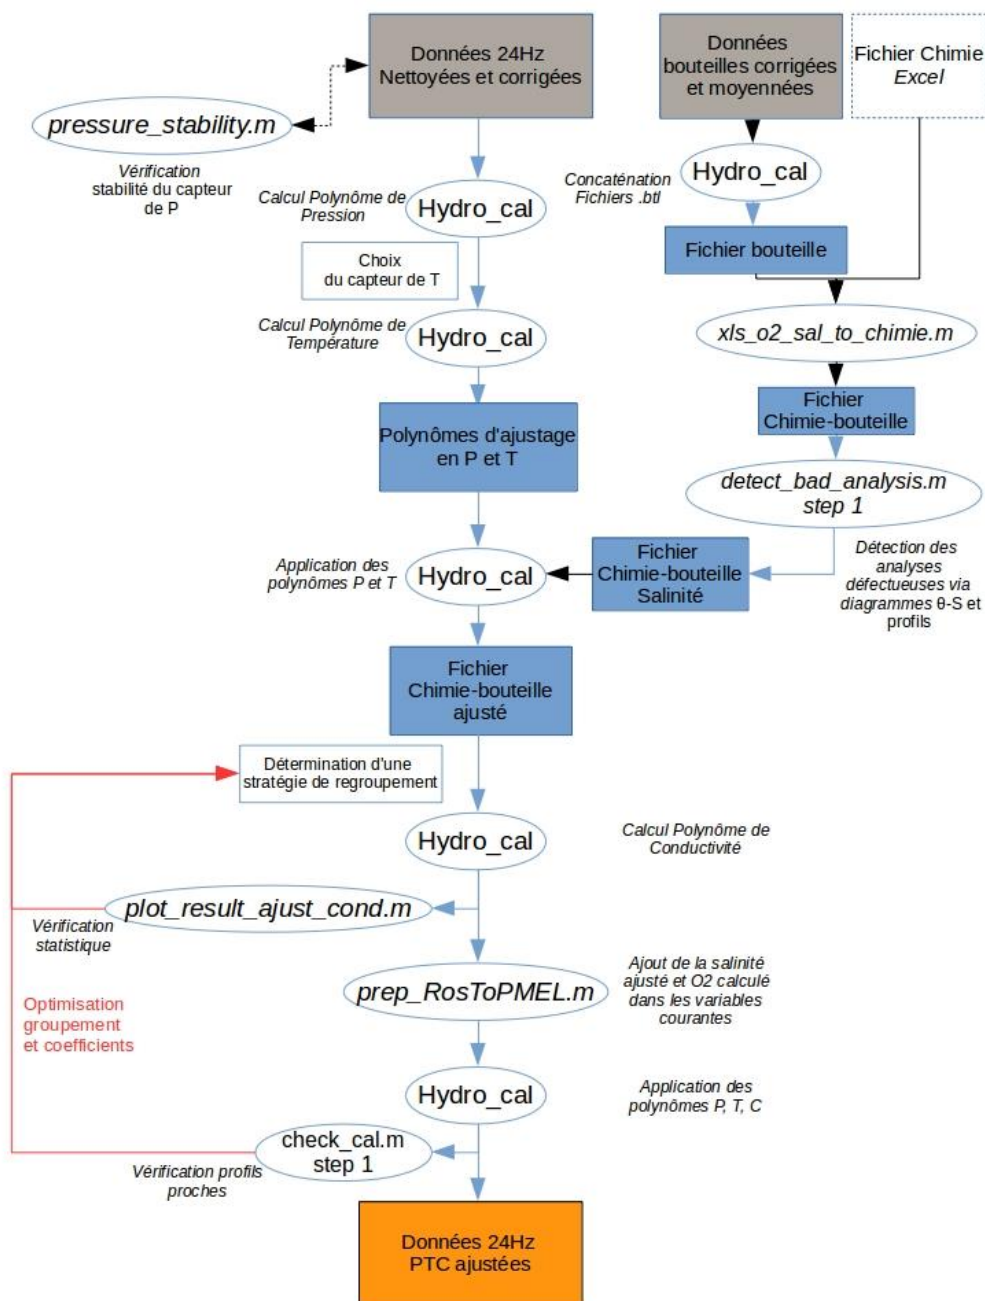 Données 24Hz
Nettoyées et corrigées
Données
bouteilles corrigées
et moyennées
Fichier Chimie
Excel
pressure_stability.m
Vérification
stabilité du capteur
de P
Calcul Polynôme de
Pression
Hydro_cal
Concaténation
Fichiers .btl
Hydro_cal
Choix
du capteur de T
Fichier bouteille
Calcul Polynôme de
Température
Hydro_cal
xls_o2_sal_to_chimie.m
Fichier
Chimie-bouteille
Polynômes d'ajustage
en P et T
detect_bad_analysis.m
step 1
Application des
polynômes P et T
Hydro_cal
Fichier
Chimie-bouteille
Salinité
Détection des
analyses
défectueuses via
diagrammes θ-S et
profils
Fichier
Chimie-bouteille
ajusté
Détermination d'une
stratégie de regroupement
Hydro_cal
Calcul Polynôme de
Conductivité
plot_result_ajust_cond.m
Vérification
statistique
prep_RosToPMEL.m
Ajout de la salinité
ajusté et O2 calculé
dans les variables
courantes
Optimisation
groupement
et coefficients
Hydro_cal
Application des
polynômes P, T, C
check_cal.m
step 1
Vérification profils
proches
Données 24Hz
PTC ajustées